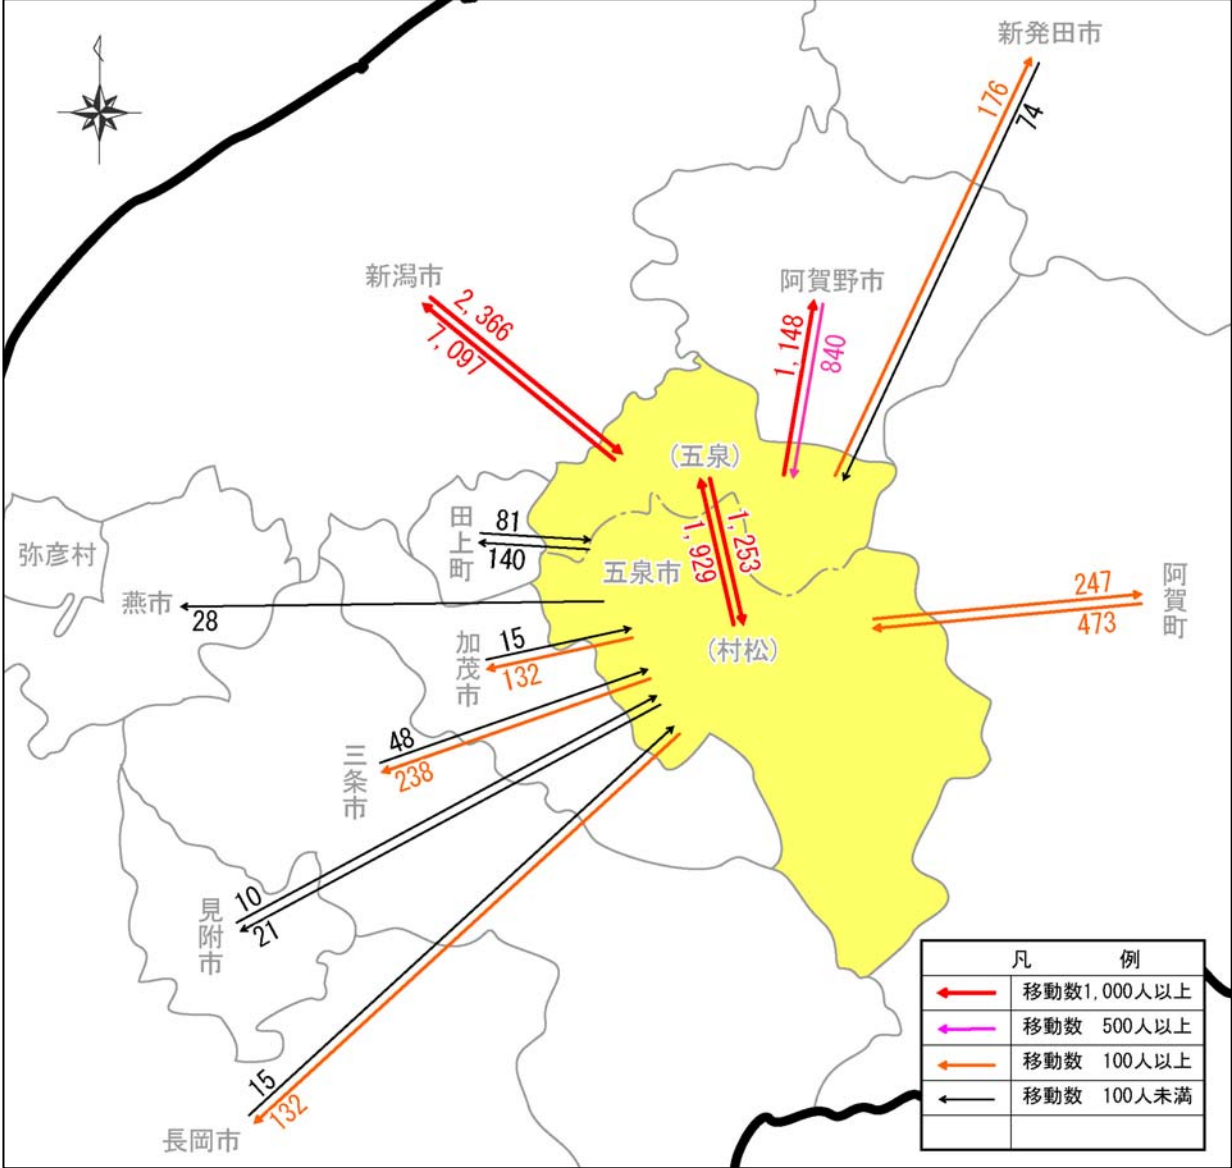 新発田市
176
74
新潟市
2,366
7,097
阿賀野市
1,148
840
(五泉)
田上町
81
140
1,253
1,929
弥彦村
五泉市
燕市
28
247
473
阿賀町
加茂市
15
132
(村松)
三条市
48
238
見附市
10
21
15
132
長岡市
凡 例
移動数1,000人以上
移動数 500人以上
移動数 100人以上
移動数 100人未満